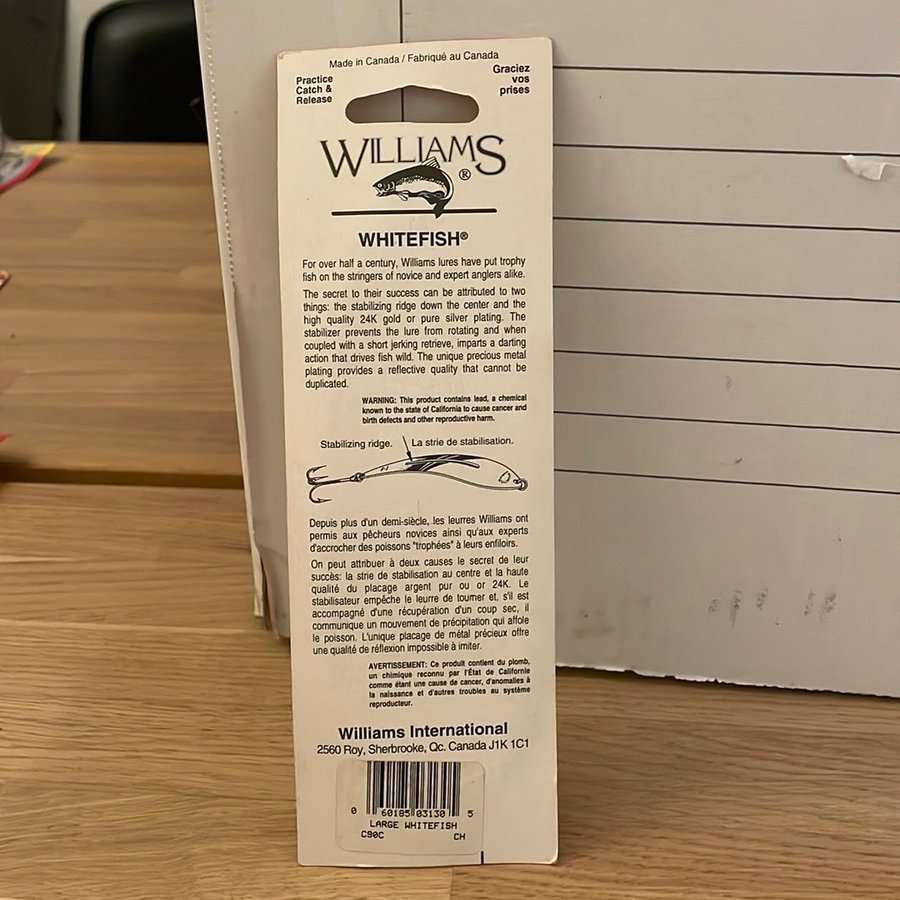 Made in Canada / Fabriqué au Canada
Practice
Catch &
Release
Graciez
vos
prises
WILLIAMS®
WHITEFISH®
For over half a century, Williams lures have put trophy
fish on the stringers of novice and expert anglers alike.
The secret to their success can be attributed to two
things: the stabilizing ridge down the center and the
high quality 24K gold or pure silver plating. The
stabilizer prevents the lure from rotating and when
coupled with a short jerking retrieve, imparts a darting
action that drives fish wild. The unique precious metal
plating provides a reflective quality that cannot be
duplicated.
WARNING: This product contains lead, a chemical
known to the state of California to cause cancer and
birth defects and other reproductive harm.
Stabilizing ridge. La strie de stabilisation.
Depuis plus d'un demi-siècle, les leurres Williams ont
permis aux pêcheurs novices ainsi qu'aux experts
d'accrocher des poissons "trophées" à leurs enfiloirs.
On peut attribuer à deux causes le secret de leur
succès: la strie de stabilisation au centre et la haute
qualité du placage argent pur ou or 24K. Le
stabilisateur empêche le leurre de tourner et, s'il est
accompagné d'une récupération d'un coup sec, il
communique un mouvement de précipitation qui affole
le poisson. L'unique placage de métal précieux offre
une qualité de réflexion impossible à imiter.
AVERTISSEMENT: Ce produit contient du plomb,
un chimique reconnu par l'État de Californie
comme étant une cause de cancer, d'anomalies à
la naissance et d'autres troubles au système
reproducteur.
Williams International
2560 Roy, Sherbrooke, Qc. Canada J1K 1C1
0 60185 03130 5
LARGE WHITEFISH
C90C CH